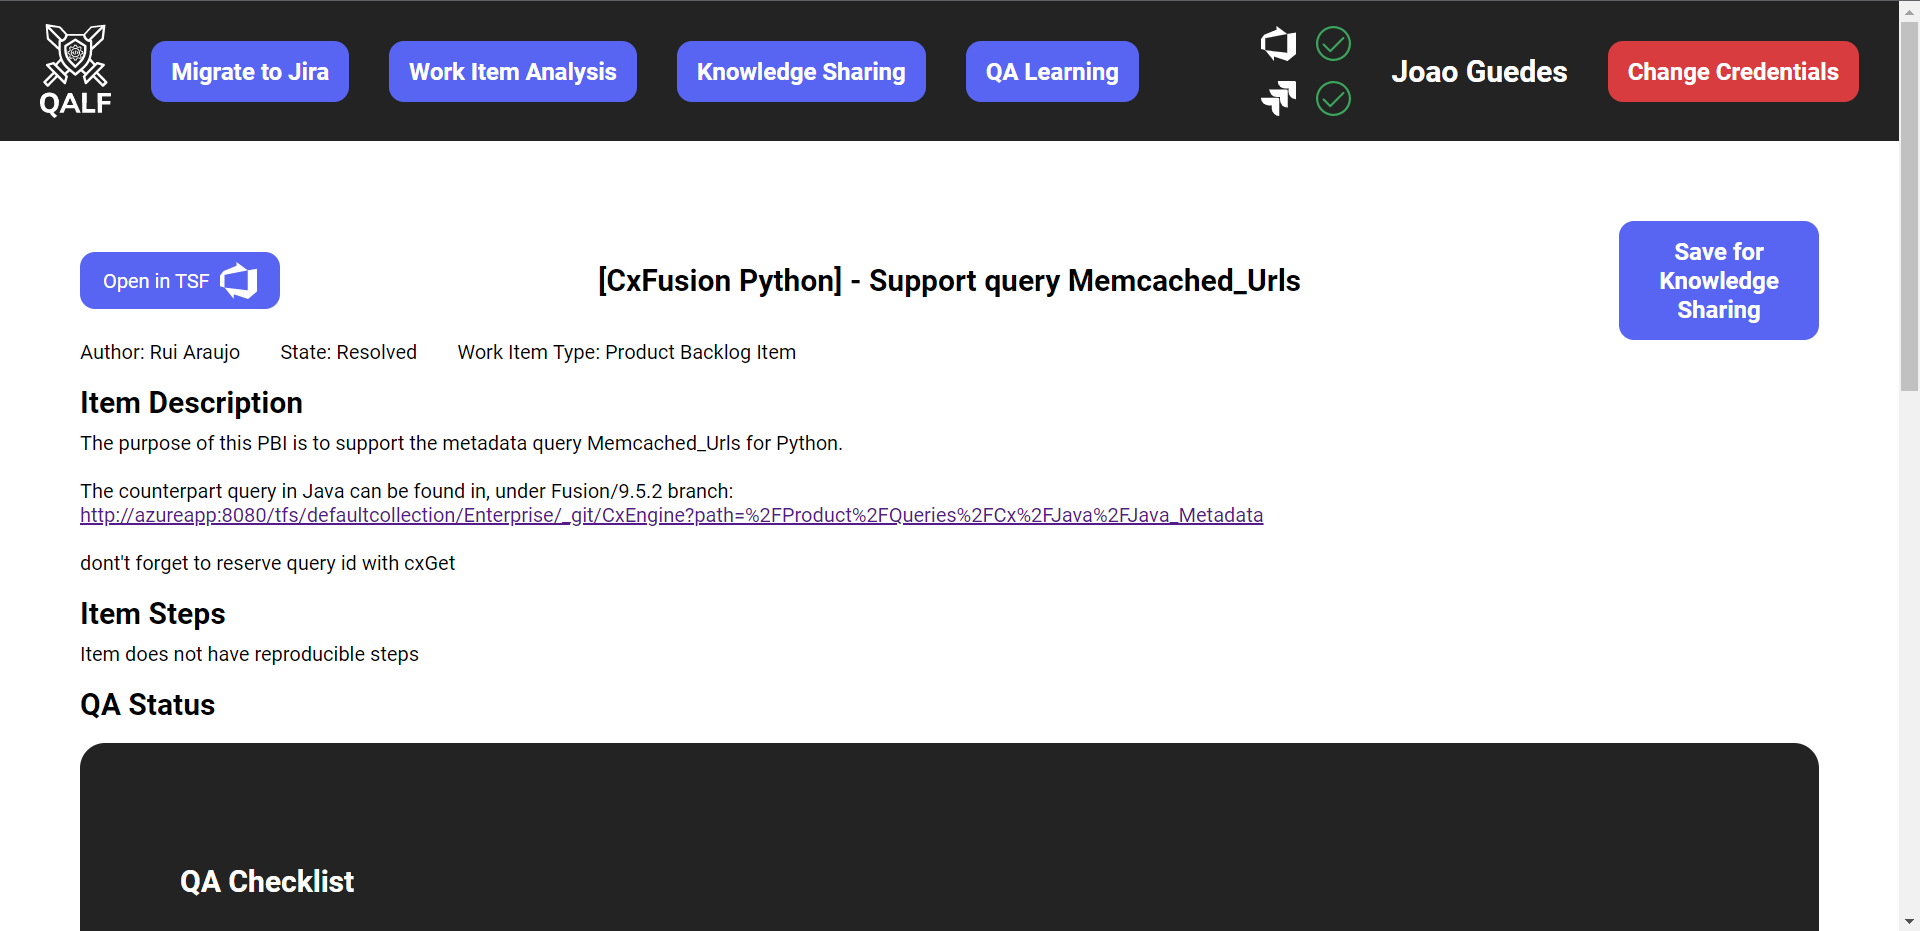 QALF
Migrate to Jira
Work Item Analysis
Knowledge Sharing
QA Learning
Joao Guedes
Change Credentials
Open in TSF
[CxFusion Python] - Support query Memcached_Urls
Save for
Knowledge
Sharing
Author: Rui Araujo
State: Resolved
Work Item Type: Product Backlog Item
Item Description
The purpose of this PBI is to support the metadata query Memcached_Urls for Python.
The counterpart query in Java can be found in, under Fusion/9.5.2 branch:
http://azureapp:8080/tfs/defaultcollection/Enterprise/_git/CxEngine?path=%2FProduct%2FQueries%2FCx%2FJava%2FJava_Metadata
dont't forget to reserve query id with cxGet
Item Steps
Item does not have reproducible steps
QA Status
QA Checklist